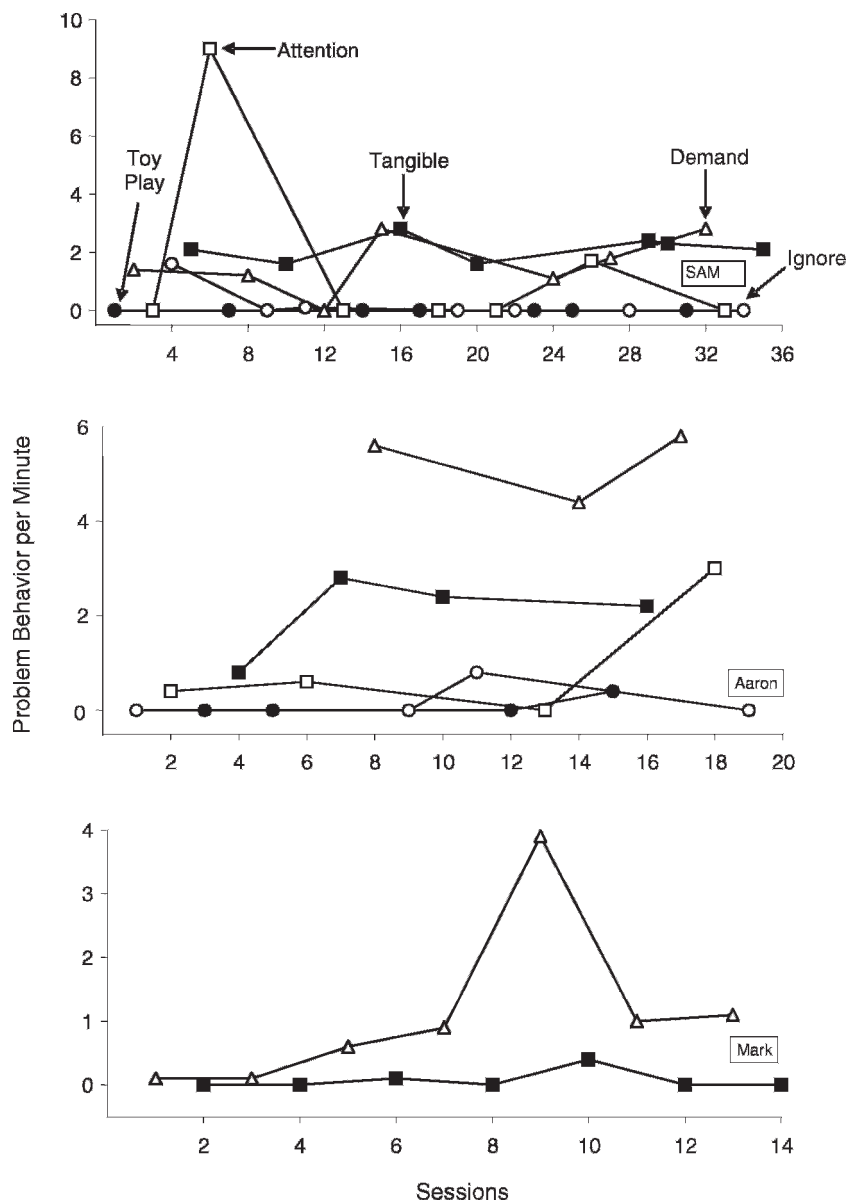 10
8
6
4
2
0
Attention
Toy
Play
Tangible
Demand
Ignore
SAM
4 8 12 16 20 24 28 32 36
Problem Behavior per Minute
6
4
2
0
Aaron
2 4 6 8 10 12 14 16 18 20
4
3
2
1
0
Mark
2 4 6 8 10 12 14
Sessions